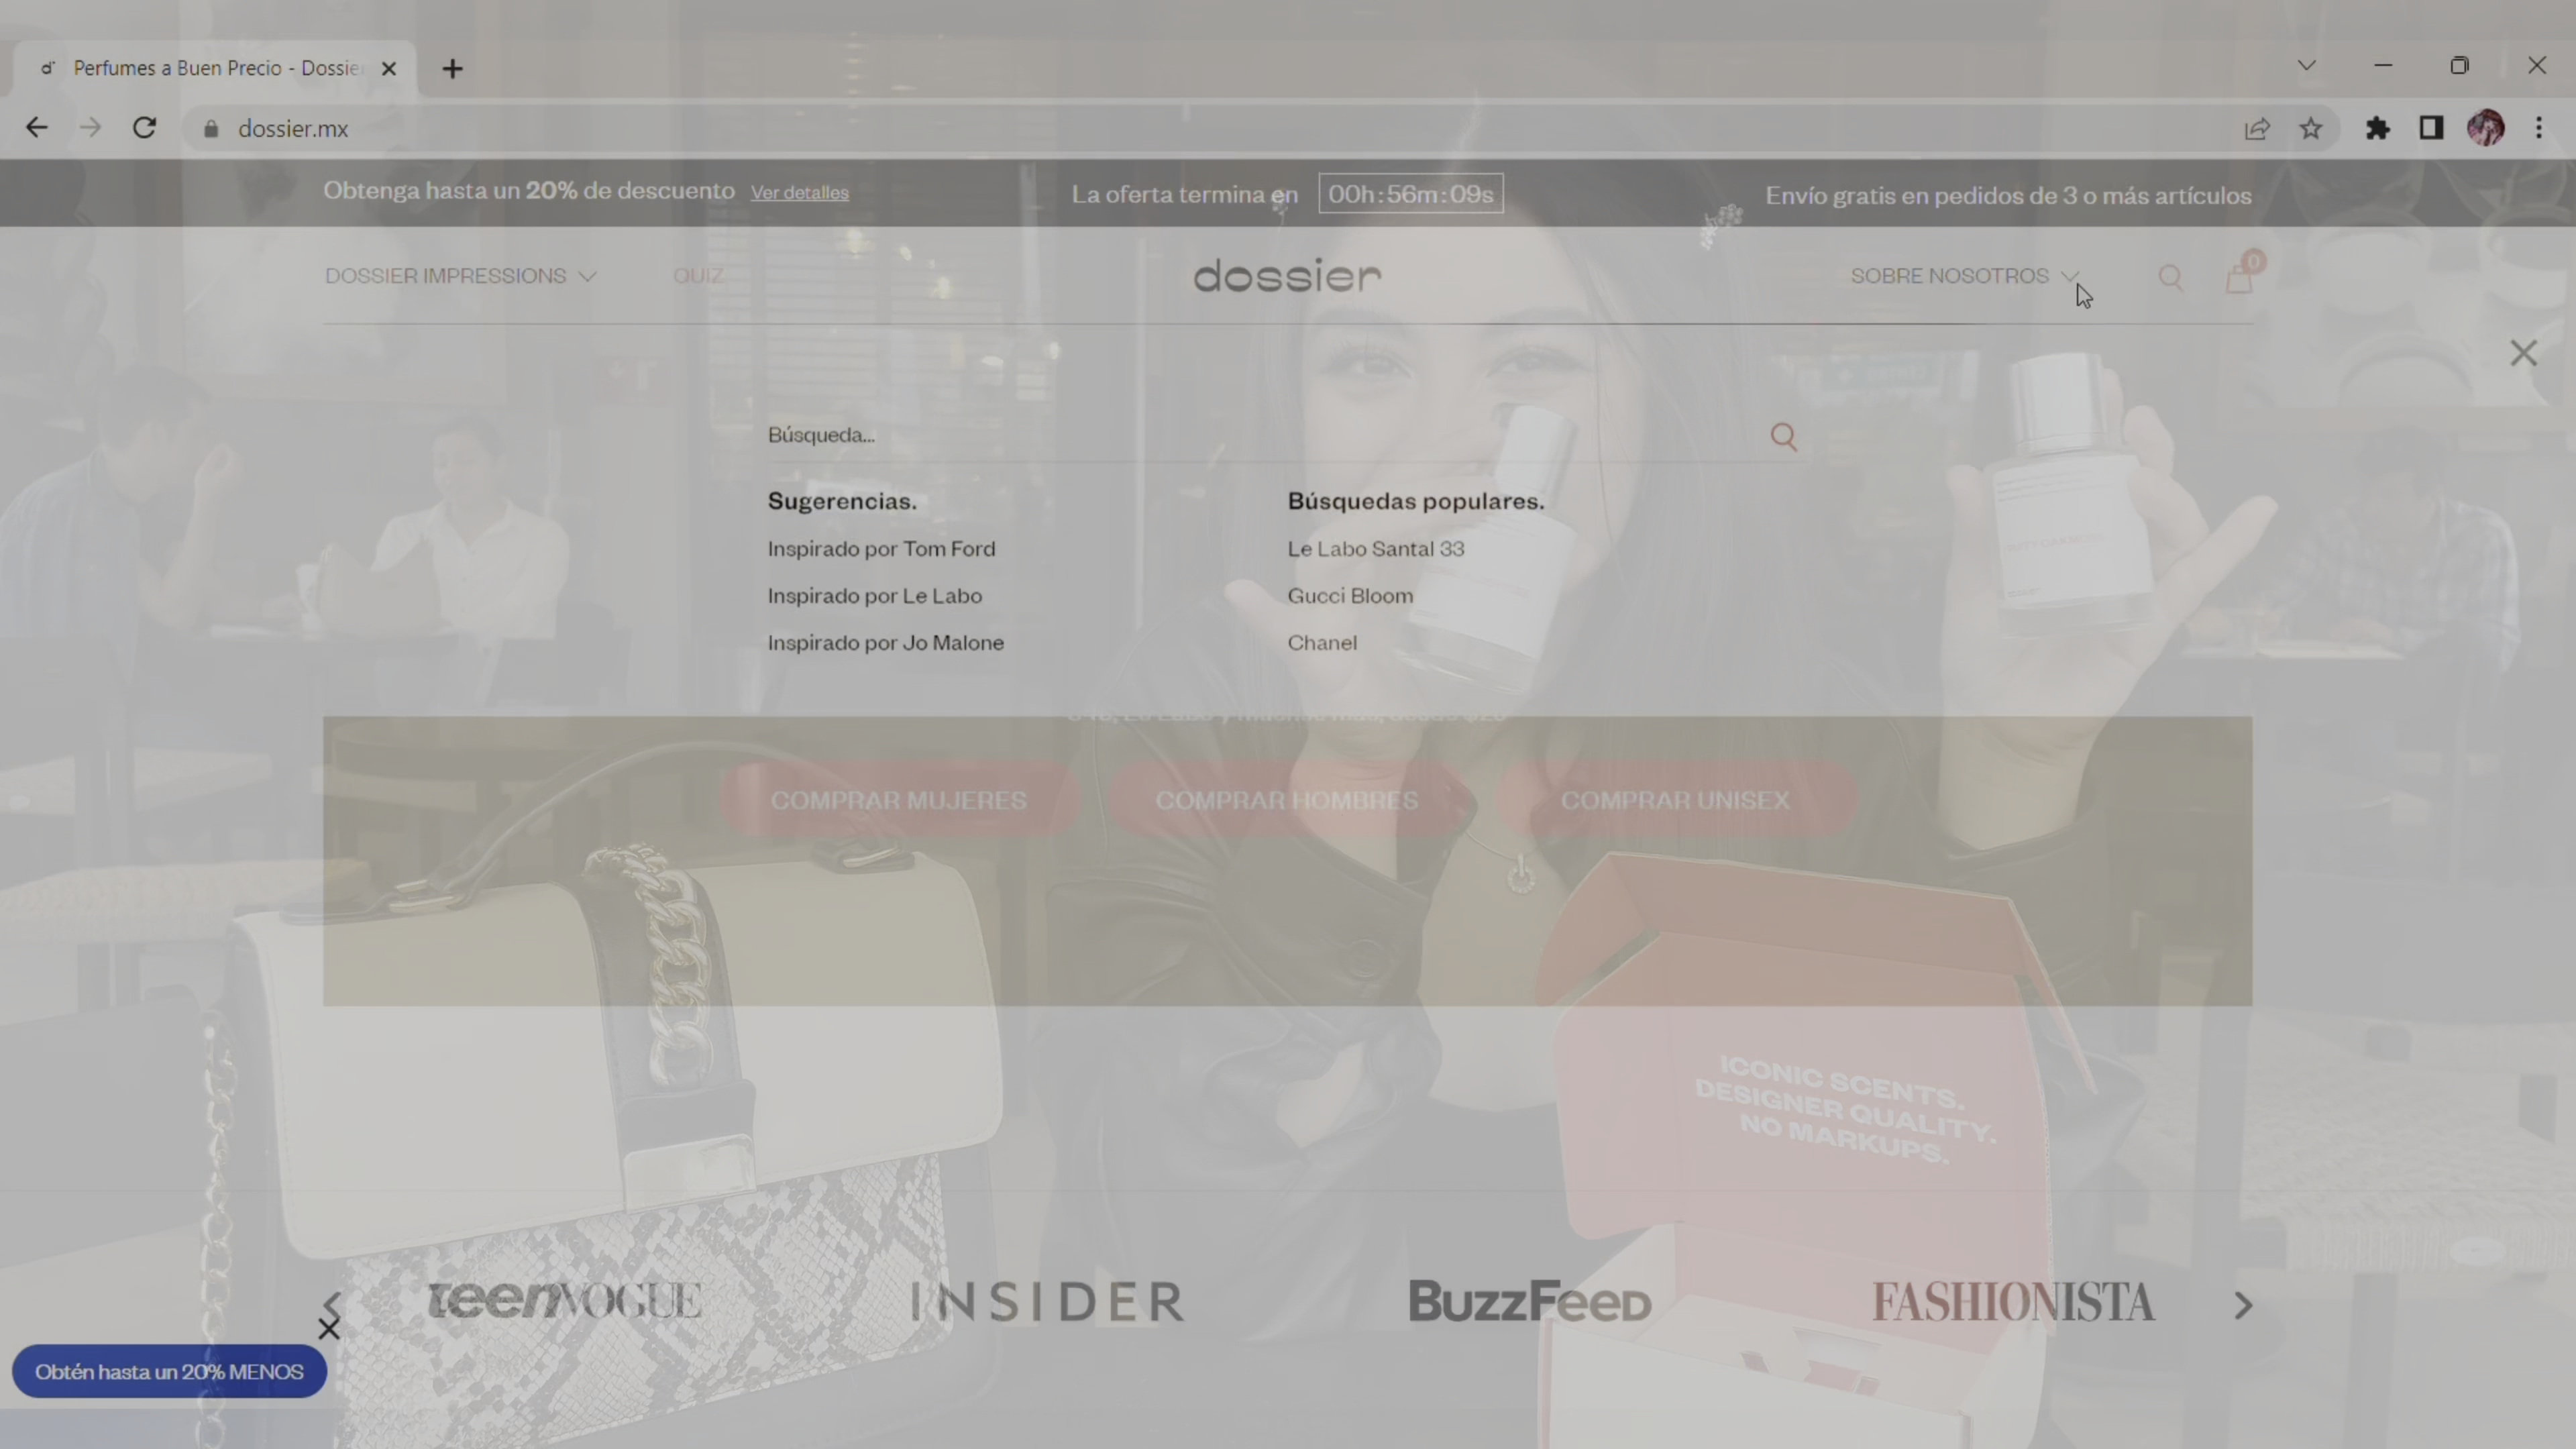 Perfumes a Buen Precio - Dossie
dossier.mx
Obtenga hasta un 20% de descuento Ver detalles
La oferta termina en 00h:56m:09s
Envío gratis en pedidos de 3 o más artículos
DOSSIER IMPRESSIONS
QUIZ
dossier
SOBRE NOSOTROS
0
Búsqueda...
Sugerencias.
Inspirado por Tom Ford
Inspirado por Le Labo
Inspirado por Jo Malone
Búsquedas populares.
Le Labo Santal 33
Gucci Bloom
Chanel
COMPRAR MUJERES
COMPRAR HOMBRES
COMPRAR UNISEX
ICONIC SCENTS.
DESIGNER QUALITY.
NO MARKUPS.
teenVOGUE
INSIDER
BuzzFeed
FASHIONISTA
Obtén hasta un 20% MENOS